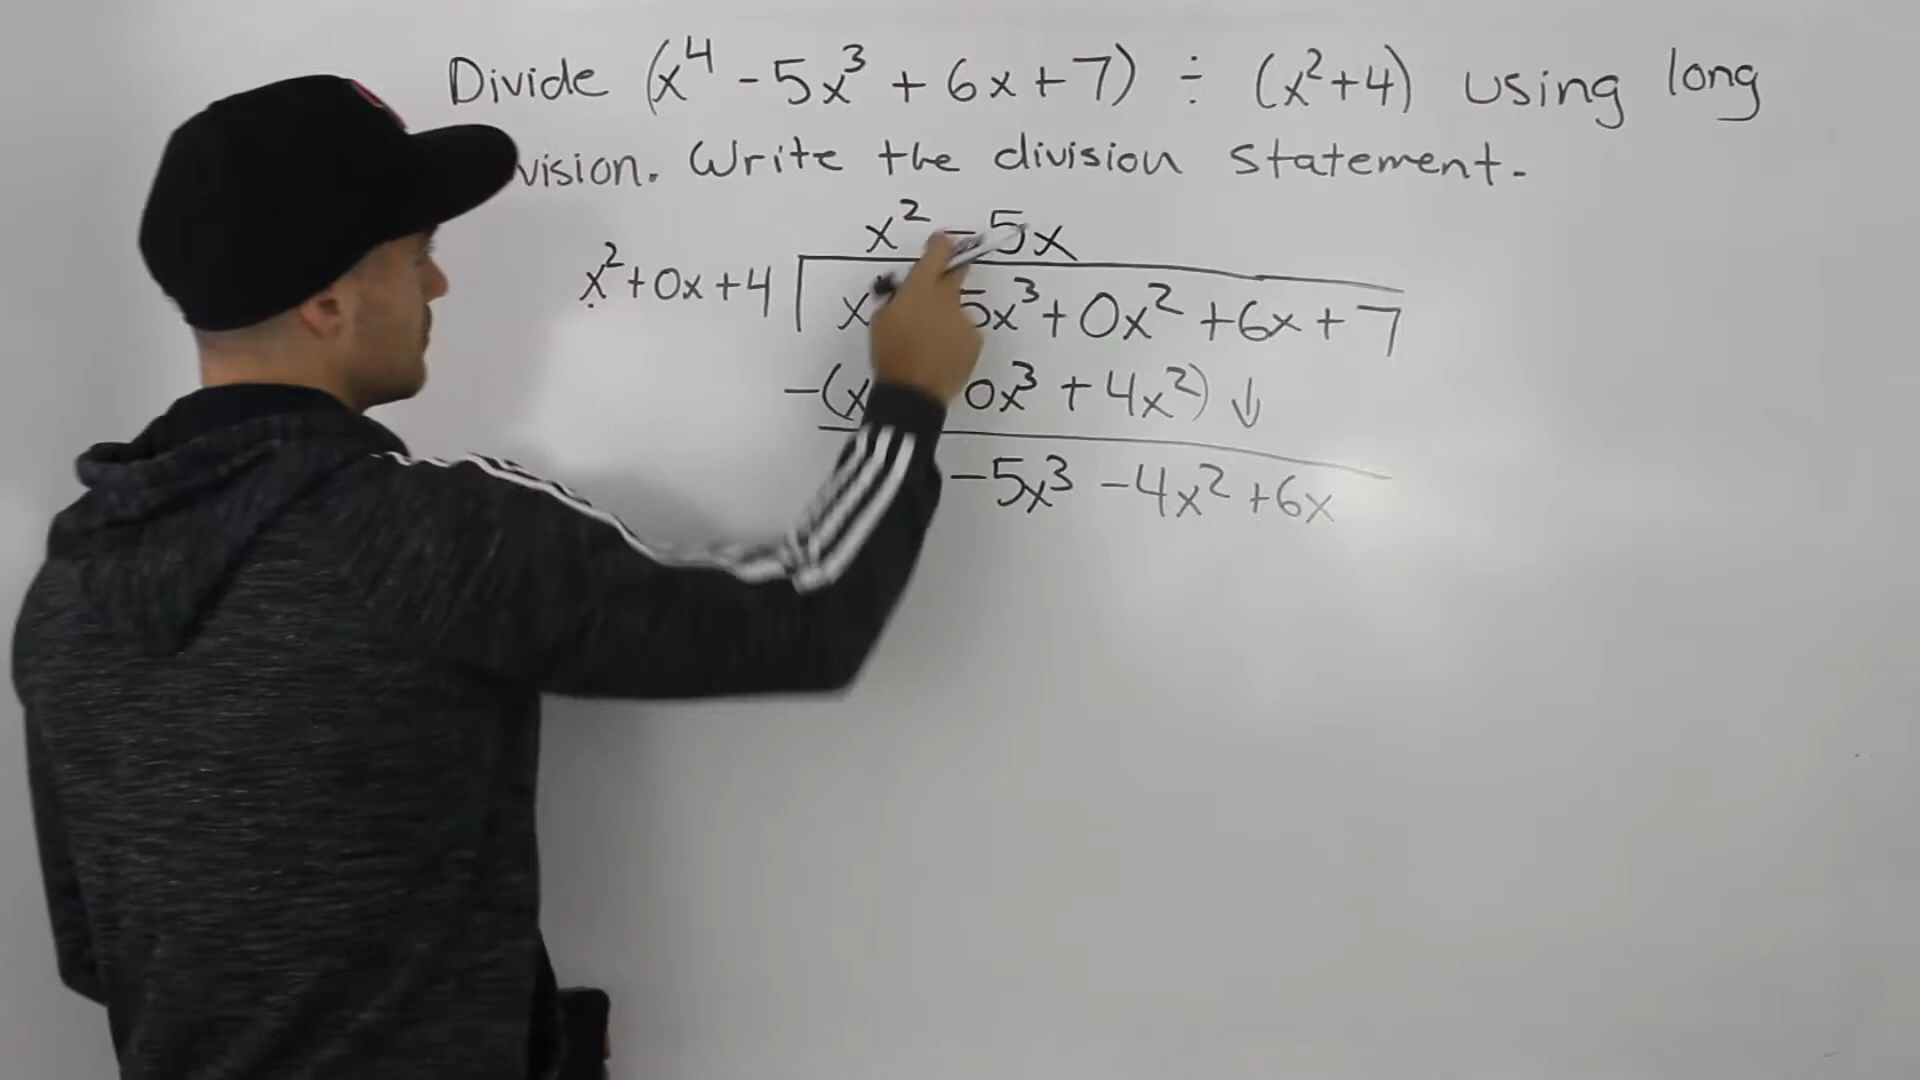 Divide (x⁴ - 5x³ + 6x + 7) ÷ (x² + 4) using long
vision. Write the division statement.
x² - 5x
x² + 0x + 4 x 5x³ + 0x² + 6x + 7
-(x 0x³ + 4x²) ↓
-5x³ - 4x² + 6x